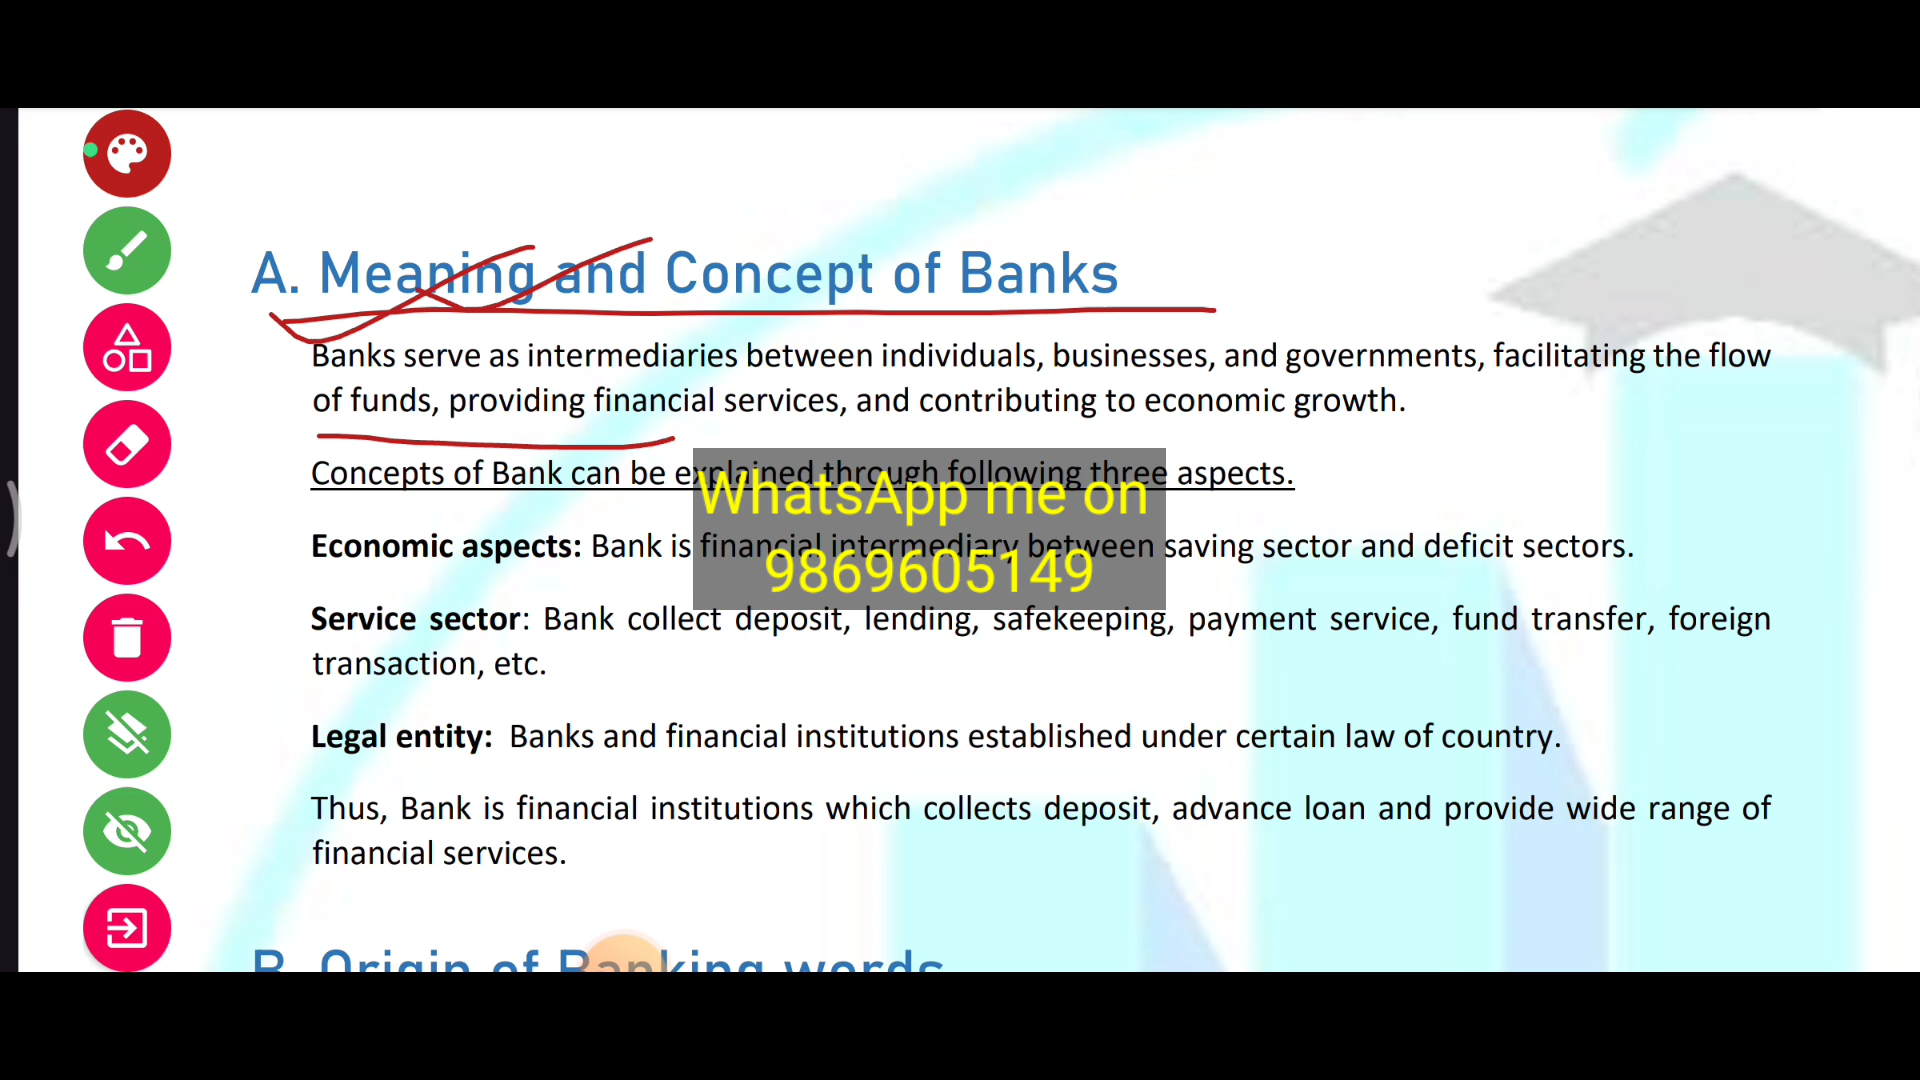 A. Meaning and Concept of Banks
Banks serve as intermediaries between individuals, businesses, and governments, facilitating the flow
of funds, providing financial services, and contributing to economic growth.
Concepts of Bank can be explained through following three aspects.
WhatsApp me on
9869605149
Economic aspects: Bank is financial intermediary between saving sector and deficit sectors.
Service sector: Bank collect deposit, lending, safekeeping, payment service, fund transfer, foreign
transaction, etc.
Legal entity: Banks and financial institutions established under certain law of country.
Thus, Bank is financial institutions which collects deposit, advance loan and provide wide range of
financial services.
B. Origin of Banking words